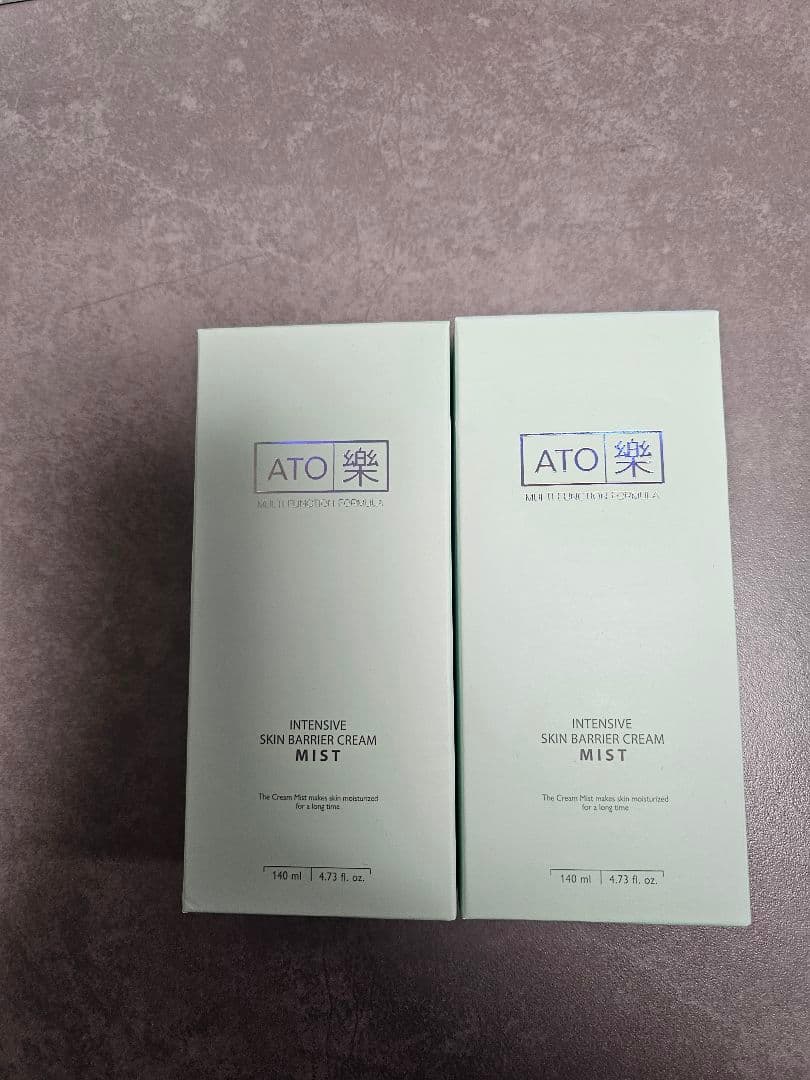 ATO 樂
MULTI FUNCTION FORMULA
INTENSIVE
SKIN BARRIER CREAM
MIST
The Cream Mist makes skin moisturized
for a long time
140 ml 4.73 fl. oz.
ATO 樂
MULTI FUNCTION FORMULA
INTENSIVE
SKIN BARRIER CREAM
MIST
The Cream Mist makes skin moisturized
for a long time
140 ml 4.73 fl. oz.